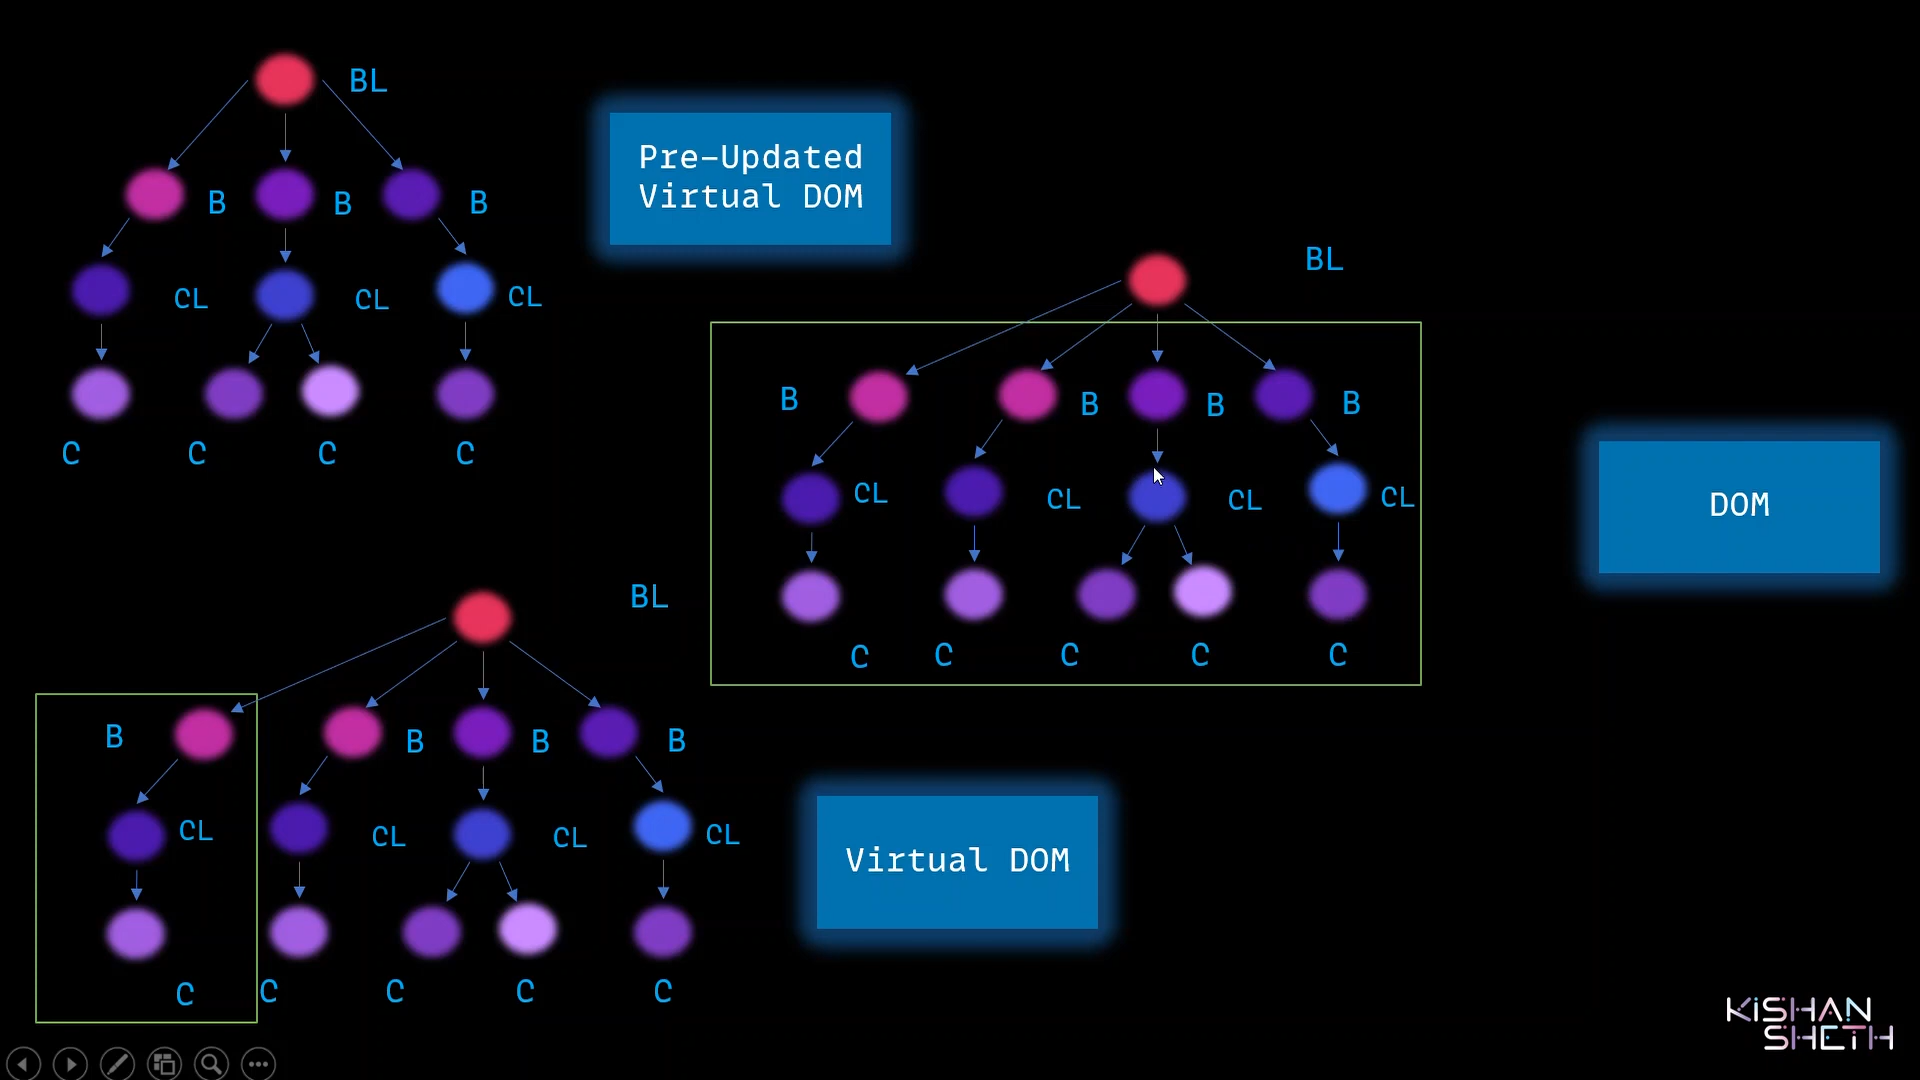 BL
B B B
CL CL CL
C C C C
Pre-Updated
Virtual DOM
BL
B B B B
CL CL CL CL
C C C C C
DOM
BL
B B B B
CL CL CL CL
C C C C C
Virtual DOM
KISHAN
SHETH